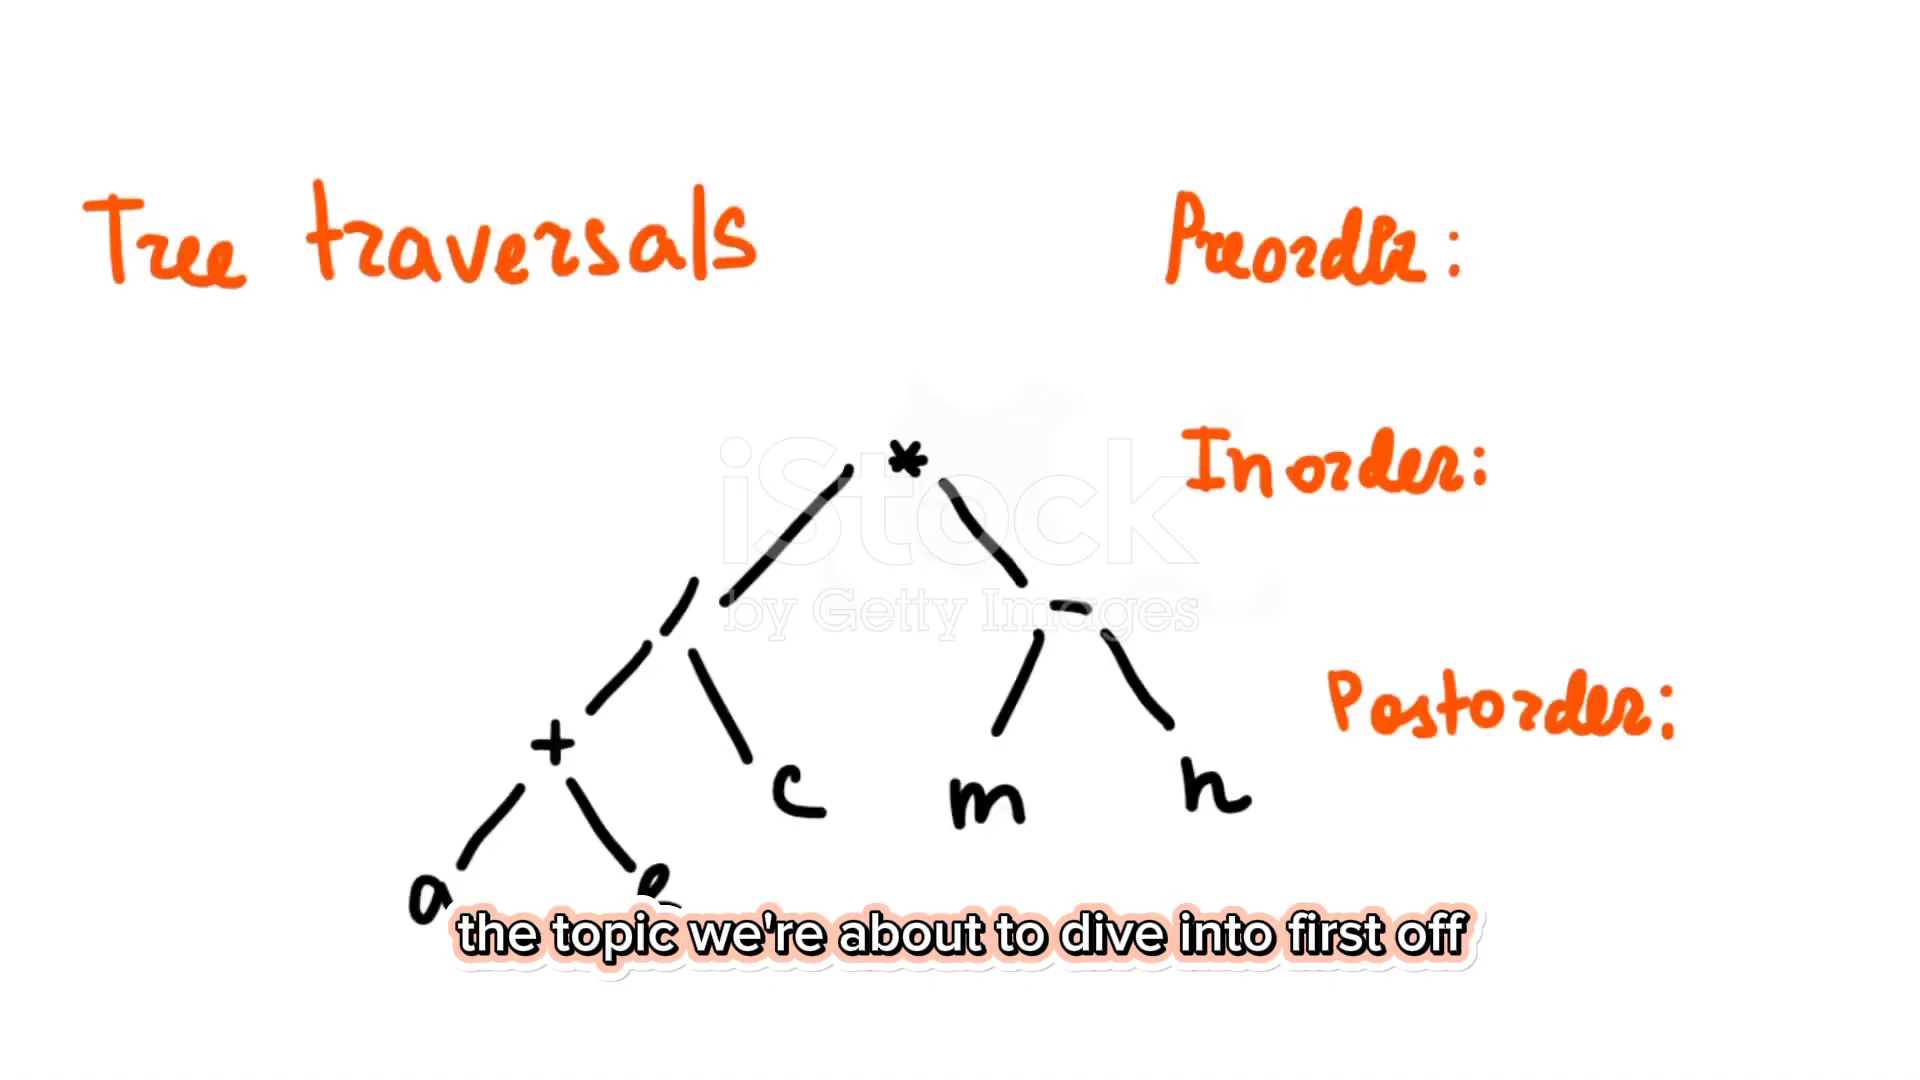 Tree traversals
Preorder:
*
iStock
by Getty Images
Inorder:
/
-
+
c
m
n
Postorder:
a
the topic we're about to dive into first off